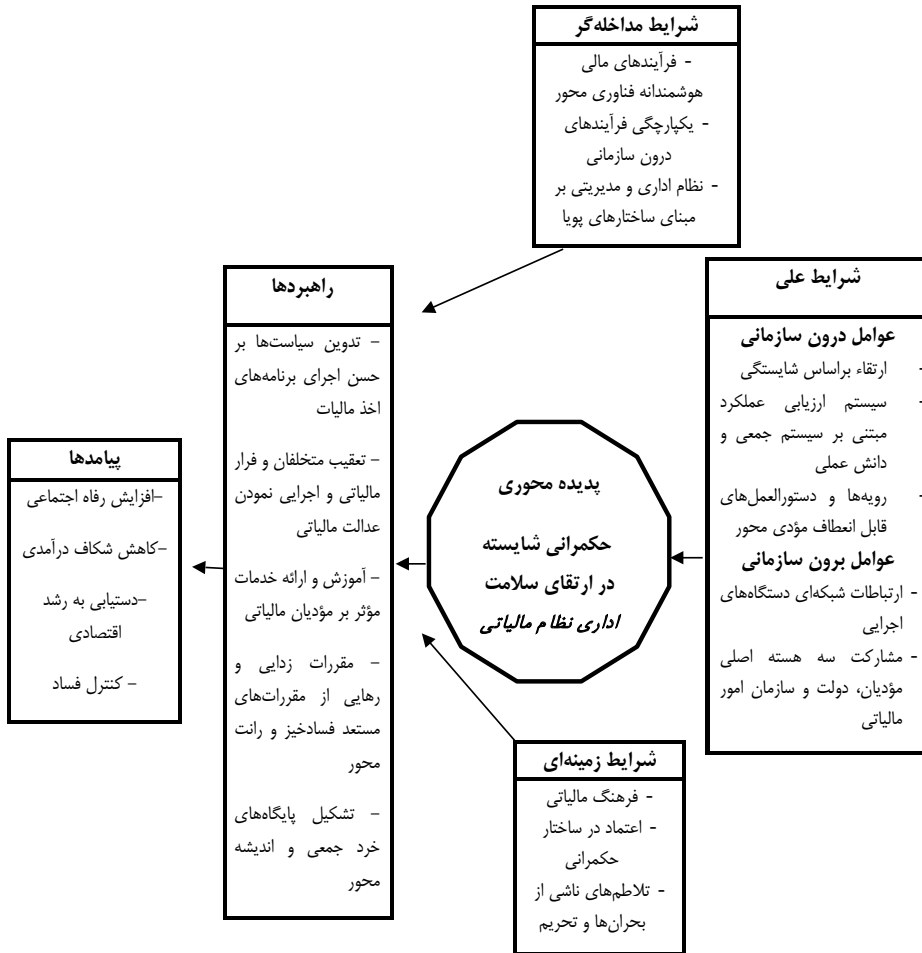 شرایط مداخله‌گر
- فرآیندهای مالی
هوشمندانه فناوری محور
- یکپارچگی فرآیندهای
درون سازمانی
- نظام اداری و مدیریتی بر
مبنای ساختارهای پویا
شرایط علی
عوامل درون سازمانی
- ارتقاء براساس شایستگی
- سیستم ارزیابی عملکرد
مبتنی بر سیستم جمعی و
دانش عملی
- رویه‌ها و دستورالعمل‌های
قابل انعطاف مؤدی محور
عوامل برون سازمانی
- ارتباطات شبکه‌ای دستگاه‌های
اجرایی
- مشارکت سه هسته اصلی
مؤدیان، دولت و سازمان امور
مالیاتی
پدیده محوری
حکمرانی شایسته
در ارتقای سلامت
اداری نظام مالیاتی
شرایط زمینه‌ای
- فرهنگ مالیاتی
- اعتماد در ساختار
حکمرانی
- تلاطم‌های ناشی از
بحران‌ها و تحریم
راهبردها
- تدوین سیاست‌ها بر
حسن اجرای برنامه‌های
اخذ مالیات
- تعقیب متخلفان و فرار
مالیاتی و اجرایی نمودن
عدالت مالیاتی
- آموزش و ارائه خدمات
مؤثر بر مؤدیان مالیاتی
- مقررات زدایی و
رهایی از مقررات‌های
مستعد فسادخیز و رانت
محور
- تشکیل پایگاه‌های
خرد جمعی و اندیشه
محور
پیامدها
-افزایش رفاه اجتماعی
-کاهش شکاف درآمدی
-دستیابی به رشد
اقتصادی
- کنترل فساد